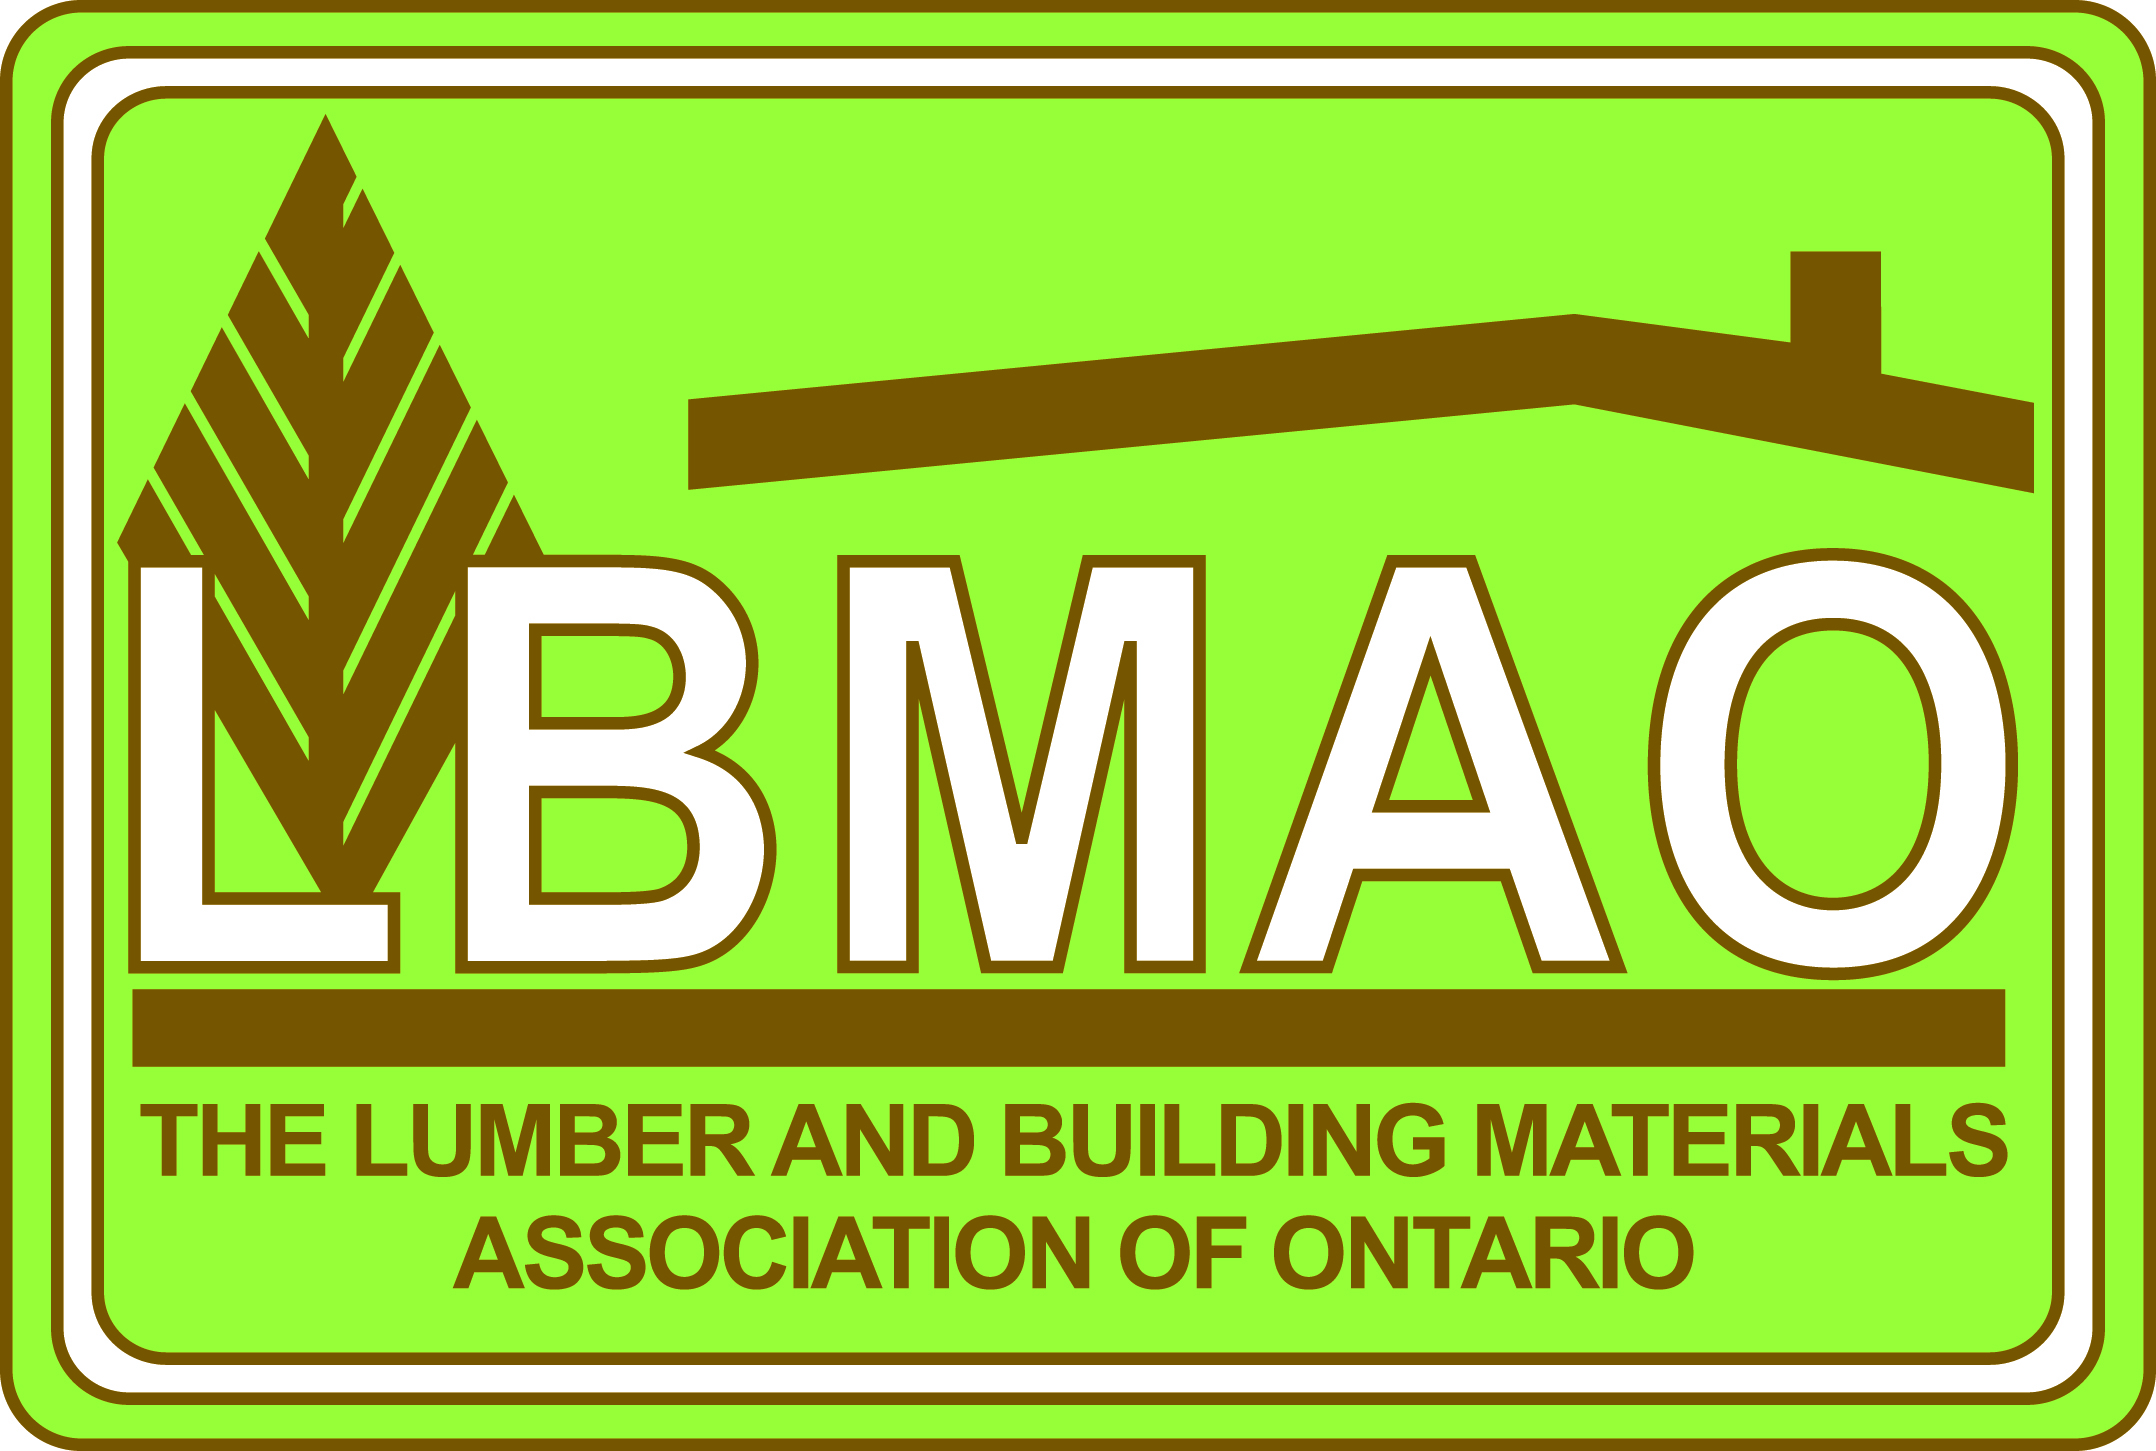 LBMAO
THE LUMBER AND BUILDING MATERIALS
ASSOCIATION OF ONTARIO